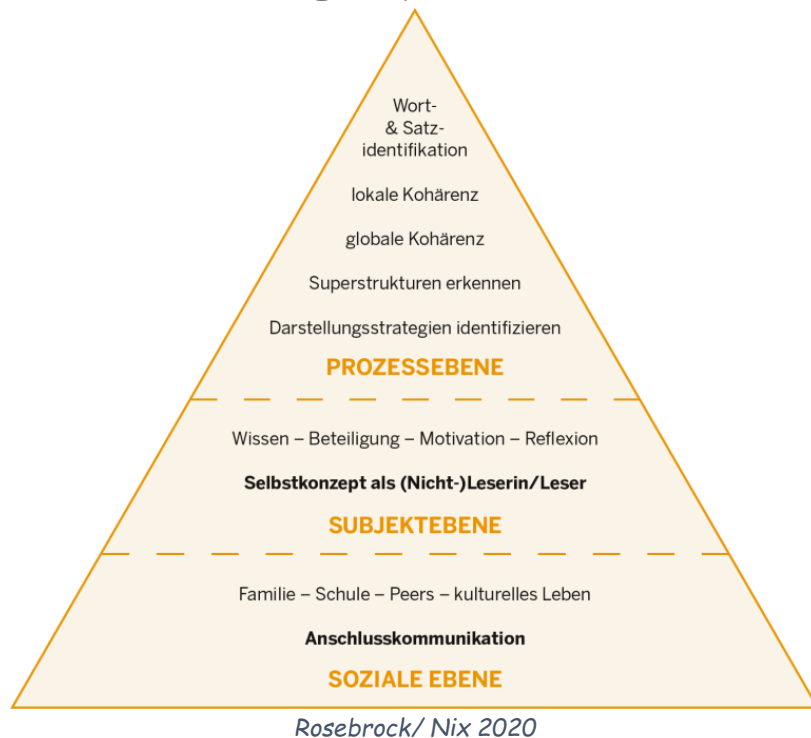 Wort-
& Satz-
identifikation
lokale Kohärenz
globale Kohärenz
Superstrukturen erkennen
Darstellungsstrategien identifizieren
PROZESSEBENE
Wissen – Beteiligung – Motivation – Reflexion
Selbstkonzept als (Nicht-)Leserin/Leser
SUBJEKTEBENE
Familie – Schule – Peers – kulturelles Leben
Anschlusskommunikation
SOZIALE EBENE
Rosebrock/ Nix 2020